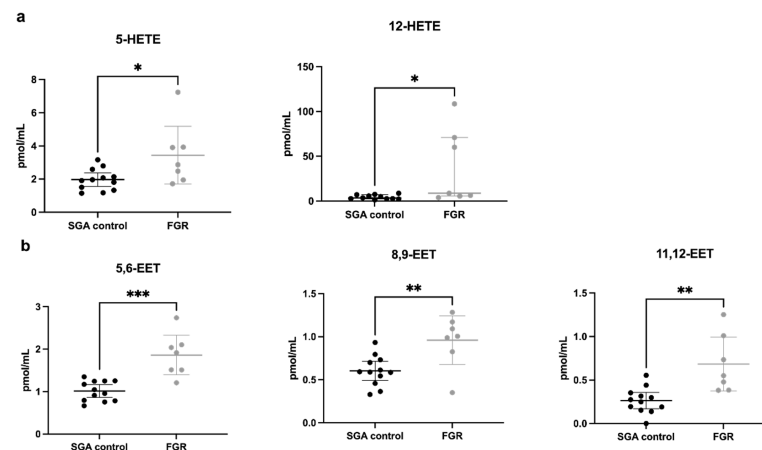 a
5-HETE
*
8
6
4
2
0
pmol/mL
SGA control
FGR
12-HETE
*
150
100
50
0
pmol/mL
SGA control
FGR
b
5,6-EET
***
3
2
1
0
pmol/mL
SGA control
FGR
8,9-EET
**
1.5
1.0
0.5
0.0
pmol/mL
SGA control
FGR
11,12-EET
**
1.5
1.0
0.5
0.0
pmol/mL
SGA control
FGR